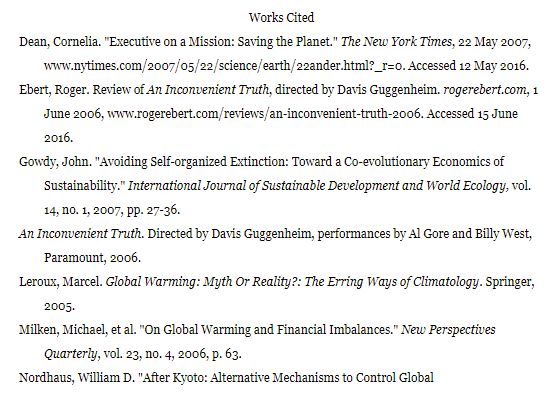 Works Cited
Dean, Cornelia. "Executive on a Mission: Saving the Planet." The New York Times, 22 May 2007,
www.nytimes.com/2007/05/22/science/earth/22ander.html?_r=0. Accessed 12 May 2016.
Ebert, Roger. Review of An Inconvenient Truth, directed by Davis Guggenheim. rogerebert.com, 1
June 2006, www.rogerebert.com/reviews/an-inconvenient-truth-2006. Accessed 15 June
2016.
Gowdy, John. "Avoiding Self-organized Extinction: Toward a Co-evolutionary Economics of
Sustainability." International Journal of Sustainable Development and World Ecology, vol.
14, no. 1, 2007, pp. 27-36.
An Inconvenient Truth. Directed by Davis Guggenheim, performances by Al Gore and Billy West,
Paramount, 2006.
Leroux, Marcel. Global Warming: Myth Or Reality?: The Erring Ways of Climatology. Springer,
2005.
Milken, Michael, et al. "On Global Warming and Financial Imbalances." New Perspectives
Quarterly, vol. 23, no. 4, 2006, p. 63.
Nordhaus, William D. "After Kyoto: Alternative Mechanisms to Control Global